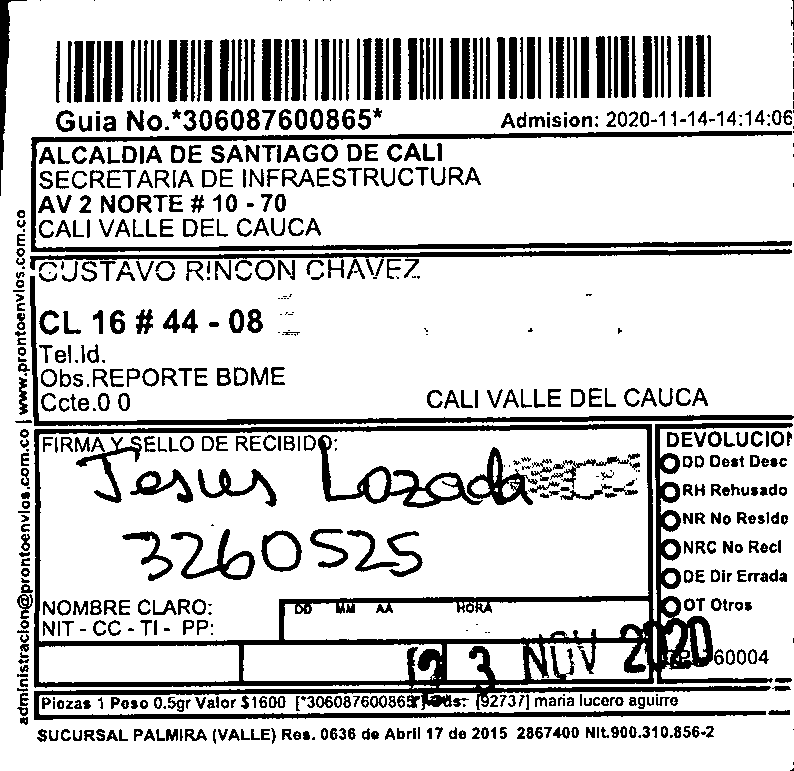 Guia No.*306087600865*
Admision: 2020-11-14-14:14:06
ALCALDIA DE SANTIAGO DE CALI
SECRETARIA DE INFRAESTRUCTURA
AV 2 NORTE # 10 - 70
CALI VALLE DEL CAUCA
GUSTAVO RINCON CHAVEZ
CL 16 # 44 - 08
Tel.Id.
Obs.REPORTE BDME
Ccte.0 0
CALI VALLE DEL CAUCA
administracion@prontoenvios.com.co | www.prontoenvios.com.co
FIRMA Y SELLO DE RECIBIDO:
Jesus Lozada
3260525
NOMBRE CLARO:
NIT - CC - TI - PP:
DD MM AA HORA
DEVOLUCION
DD Dest Desc
RH Rehusado
NR No Reside
NRC No Recl
DE Dir Errada
OT Otros
23 NOV 2020
60004
Piezas 1 Peso 0.5gr Valor $1600 [*306087600865*] [92737] maria lucero aguirre
SUCURSAL PALMIRA (VALLE) Res. 0636 de Abril 17 de 2015 2867400 Nit.900.310.856-2